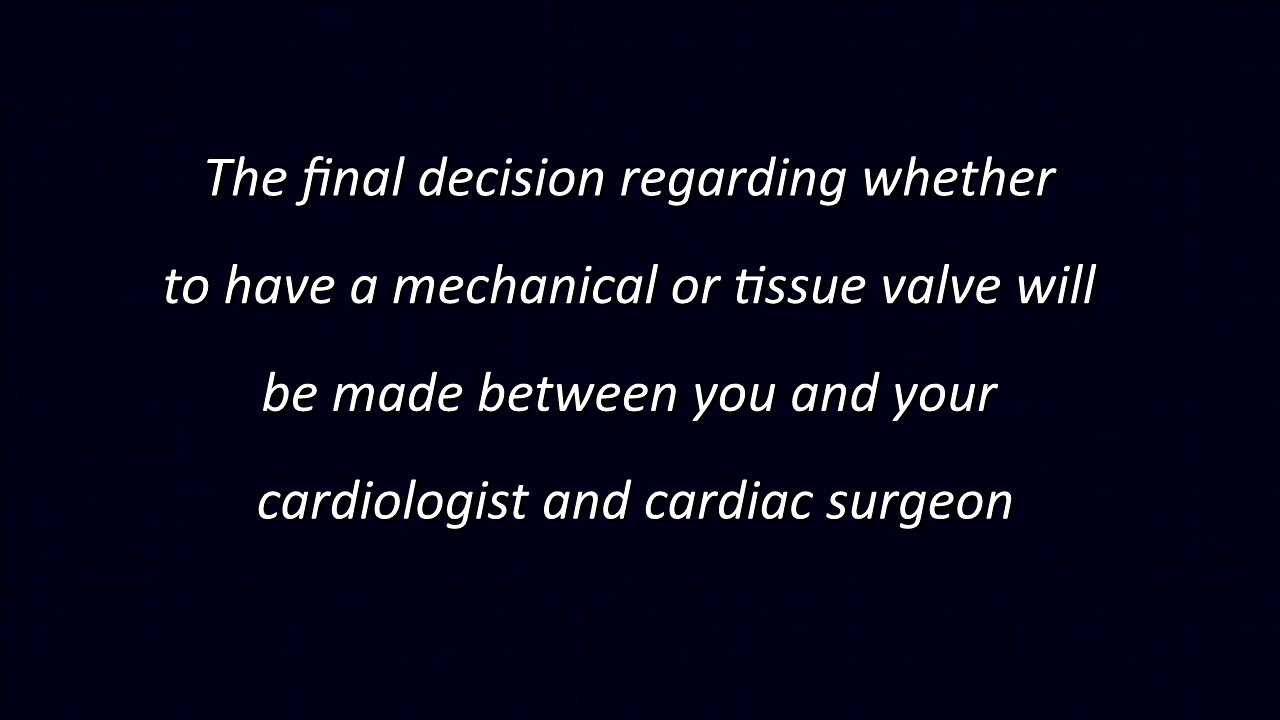 The final decision regarding whether
to have a mechanical or tissue valve will
be made between you and your
cardiologist and cardiac surgeon